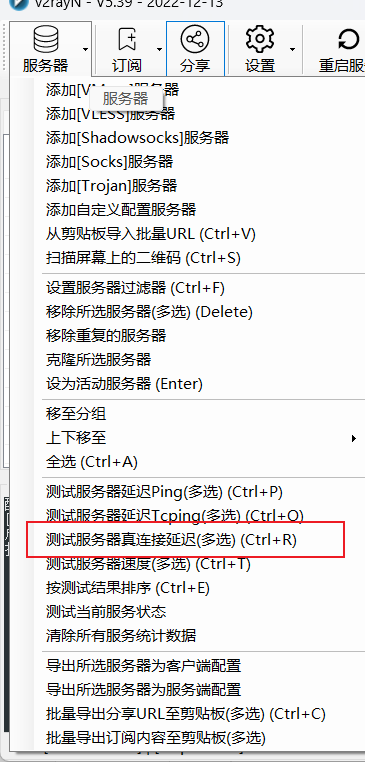 v2rayN - V5.39 - 2022-12-13
服务器
订阅
分享
设置
重启服
服务器
添加[VMess]服务器
添加[VLESS]服务器
添加[Shadowsocks]服务器
添加[Socks]服务器
添加[Trojan]服务器
添加自定义配置服务器
从剪贴板导入批量URL (Ctrl+V)
扫描屏幕上的二维码 (Ctrl+S)
设置服务器过滤器 (Ctrl+F)
移除所选服务器(多选) (Delete)
移除重复的服务器
克隆所选服务器
设为活动服务器 (Enter)
移至分组
上下移至
全选 (Ctrl+A)
测试服务器延迟Ping(多选) (Ctrl+P)
测试服务器延迟Tcping(多选) (Ctrl+O)
测试服务器真连接延迟(多选) (Ctrl+R)
测试服务器速度(多选) (Ctrl+T)
按测试结果排序 (Ctrl+E)
测试当前服务状态
清除所有服务统计数据
导出所选服务器为客户端配置
导出所选服务器为服务端配置
批量导出分享URL至剪贴板(多选) (Ctrl+C)
批量导出订阅内容至剪贴板(多选)